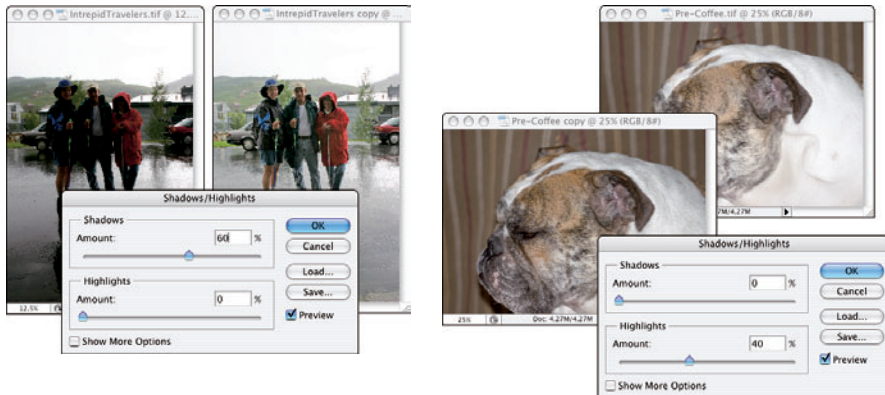 IntrepidTravelers.tif @ 12....
IntrepidTravelers copy @ ...
Shadows/Highlights
Shadows
Amount:
60
%
Highlights
Amount:
0
%
Show More Options
OK
Cancel
Load...
Save...
Preview
12.5%
Pre-Coffee.tif @ 25% (RGB/8#)
7M/4.27M
Pre-Coffee copy @ 25% (RGB/8#)
25%
Doc: 4.27M/4.27M
Shadows/Highlights
Shadows
Amount:
0
%
Highlights
Amount:
40
%
Show More Options
OK
Cancel
Load...
Save...
Preview